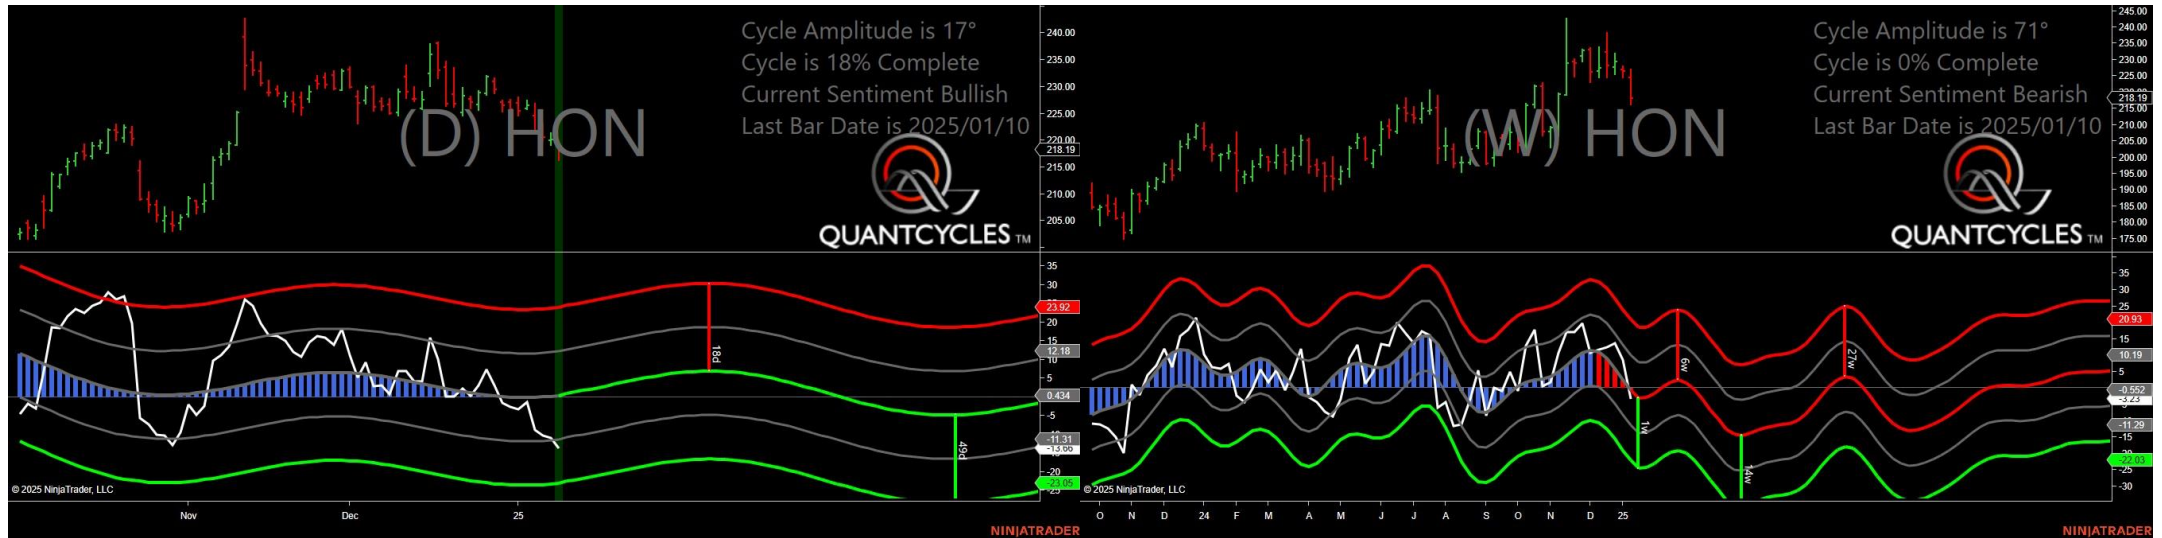 Cycle Amplitude is 17°
Cycle is 18% Complete
Current Sentiment Bullish
Last Bar Date is 2025/01/10
(D) HON
QUANTCYCLES TM
240.00
235.00
230.00
225.00
220.00
218.19
215.00
210.00
205.00
35
30
23.92
20
15
12.18
10
5
0.434
-5
-11.31
-13.66
-20
-23.05
-25
18d
49d
© 2025 NinjaTrader, LLC
Nov
Dec
25
NINJATRADER
Cycle Amplitude is 71°
Cycle is 0% Complete
Current Sentiment Bearish
Last Bar Date is 2025/01/10
(W) HON
QUANTCYCLES TM
245.00
240.00
235.00
230.00
225.00
218.19
215.00
210.00
205.00
200.00
195.00
190.00
185.00
180.00
175.00
35
30
25
20.93
15
10.19
5
-0.552
-3.23
-11.29
-15
-22.03
-25
-30
6w
27w
1w
14w
© 2025 NinjaTrader, LLC
O N D 24 F M A M J J A S O N D 25
NINJATRADER